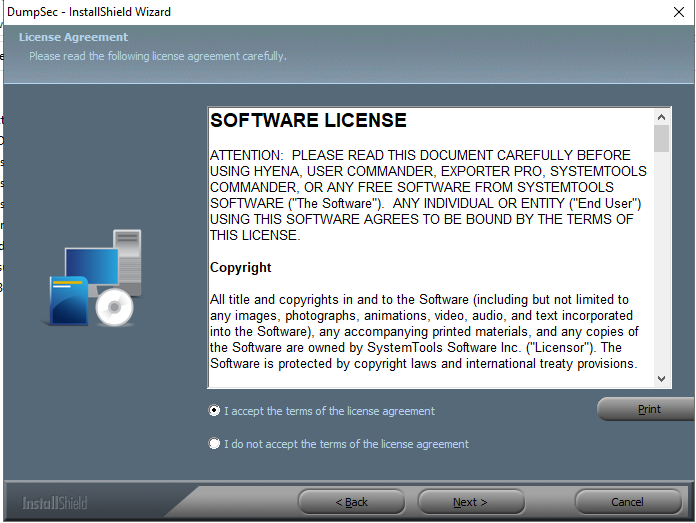 DumpSec - InstallShield Wizard
License Agreement
Please read the following license agreement carefully.
SOFTWARE LICENSE
ATTENTION:  PLEASE READ THIS DOCUMENT CAREFULLY BEFORE
USING HYENA, USER COMMANDER, EXPORTER PRO, SYSTEMTOOLS
COMMANDER, OR ANY FREE SOFTWARE FROM SYSTEMTOOLS
SOFTWARE ("The Software").  ANY INDIVIDUAL OR ENTITY ("End User")
USING THIS SOFTWARE AGREES TO BE BOUND BY THE TERMS OF
THIS LICENSE.
Copyright
All title and copyrights in and to the Software (including but not limited to
any images, photographs, animations, video, audio, and text incorporated
into the Software), any accompanying printed materials, and any copies of
the Software are owned by SystemTools Software Inc. ("Licensor"). The
Software is protected by copyright laws and international treaty provisions.
I accept the terms of the license agreement
Print
I do not accept the terms of the license agreement
InstallShield
< Back
Next >
Cancel